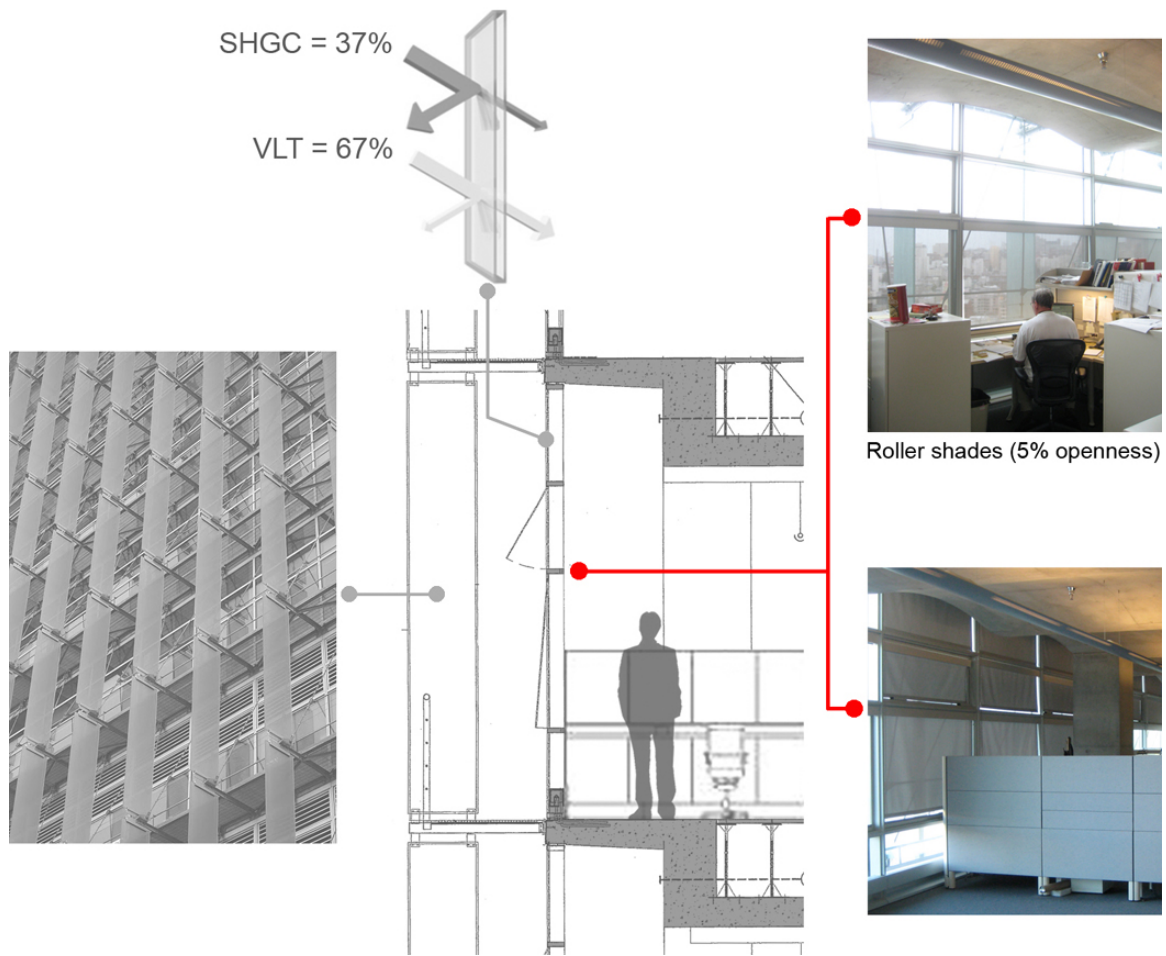 SHGC = 37%
VLT = 67%
Roller shades (5% openness)